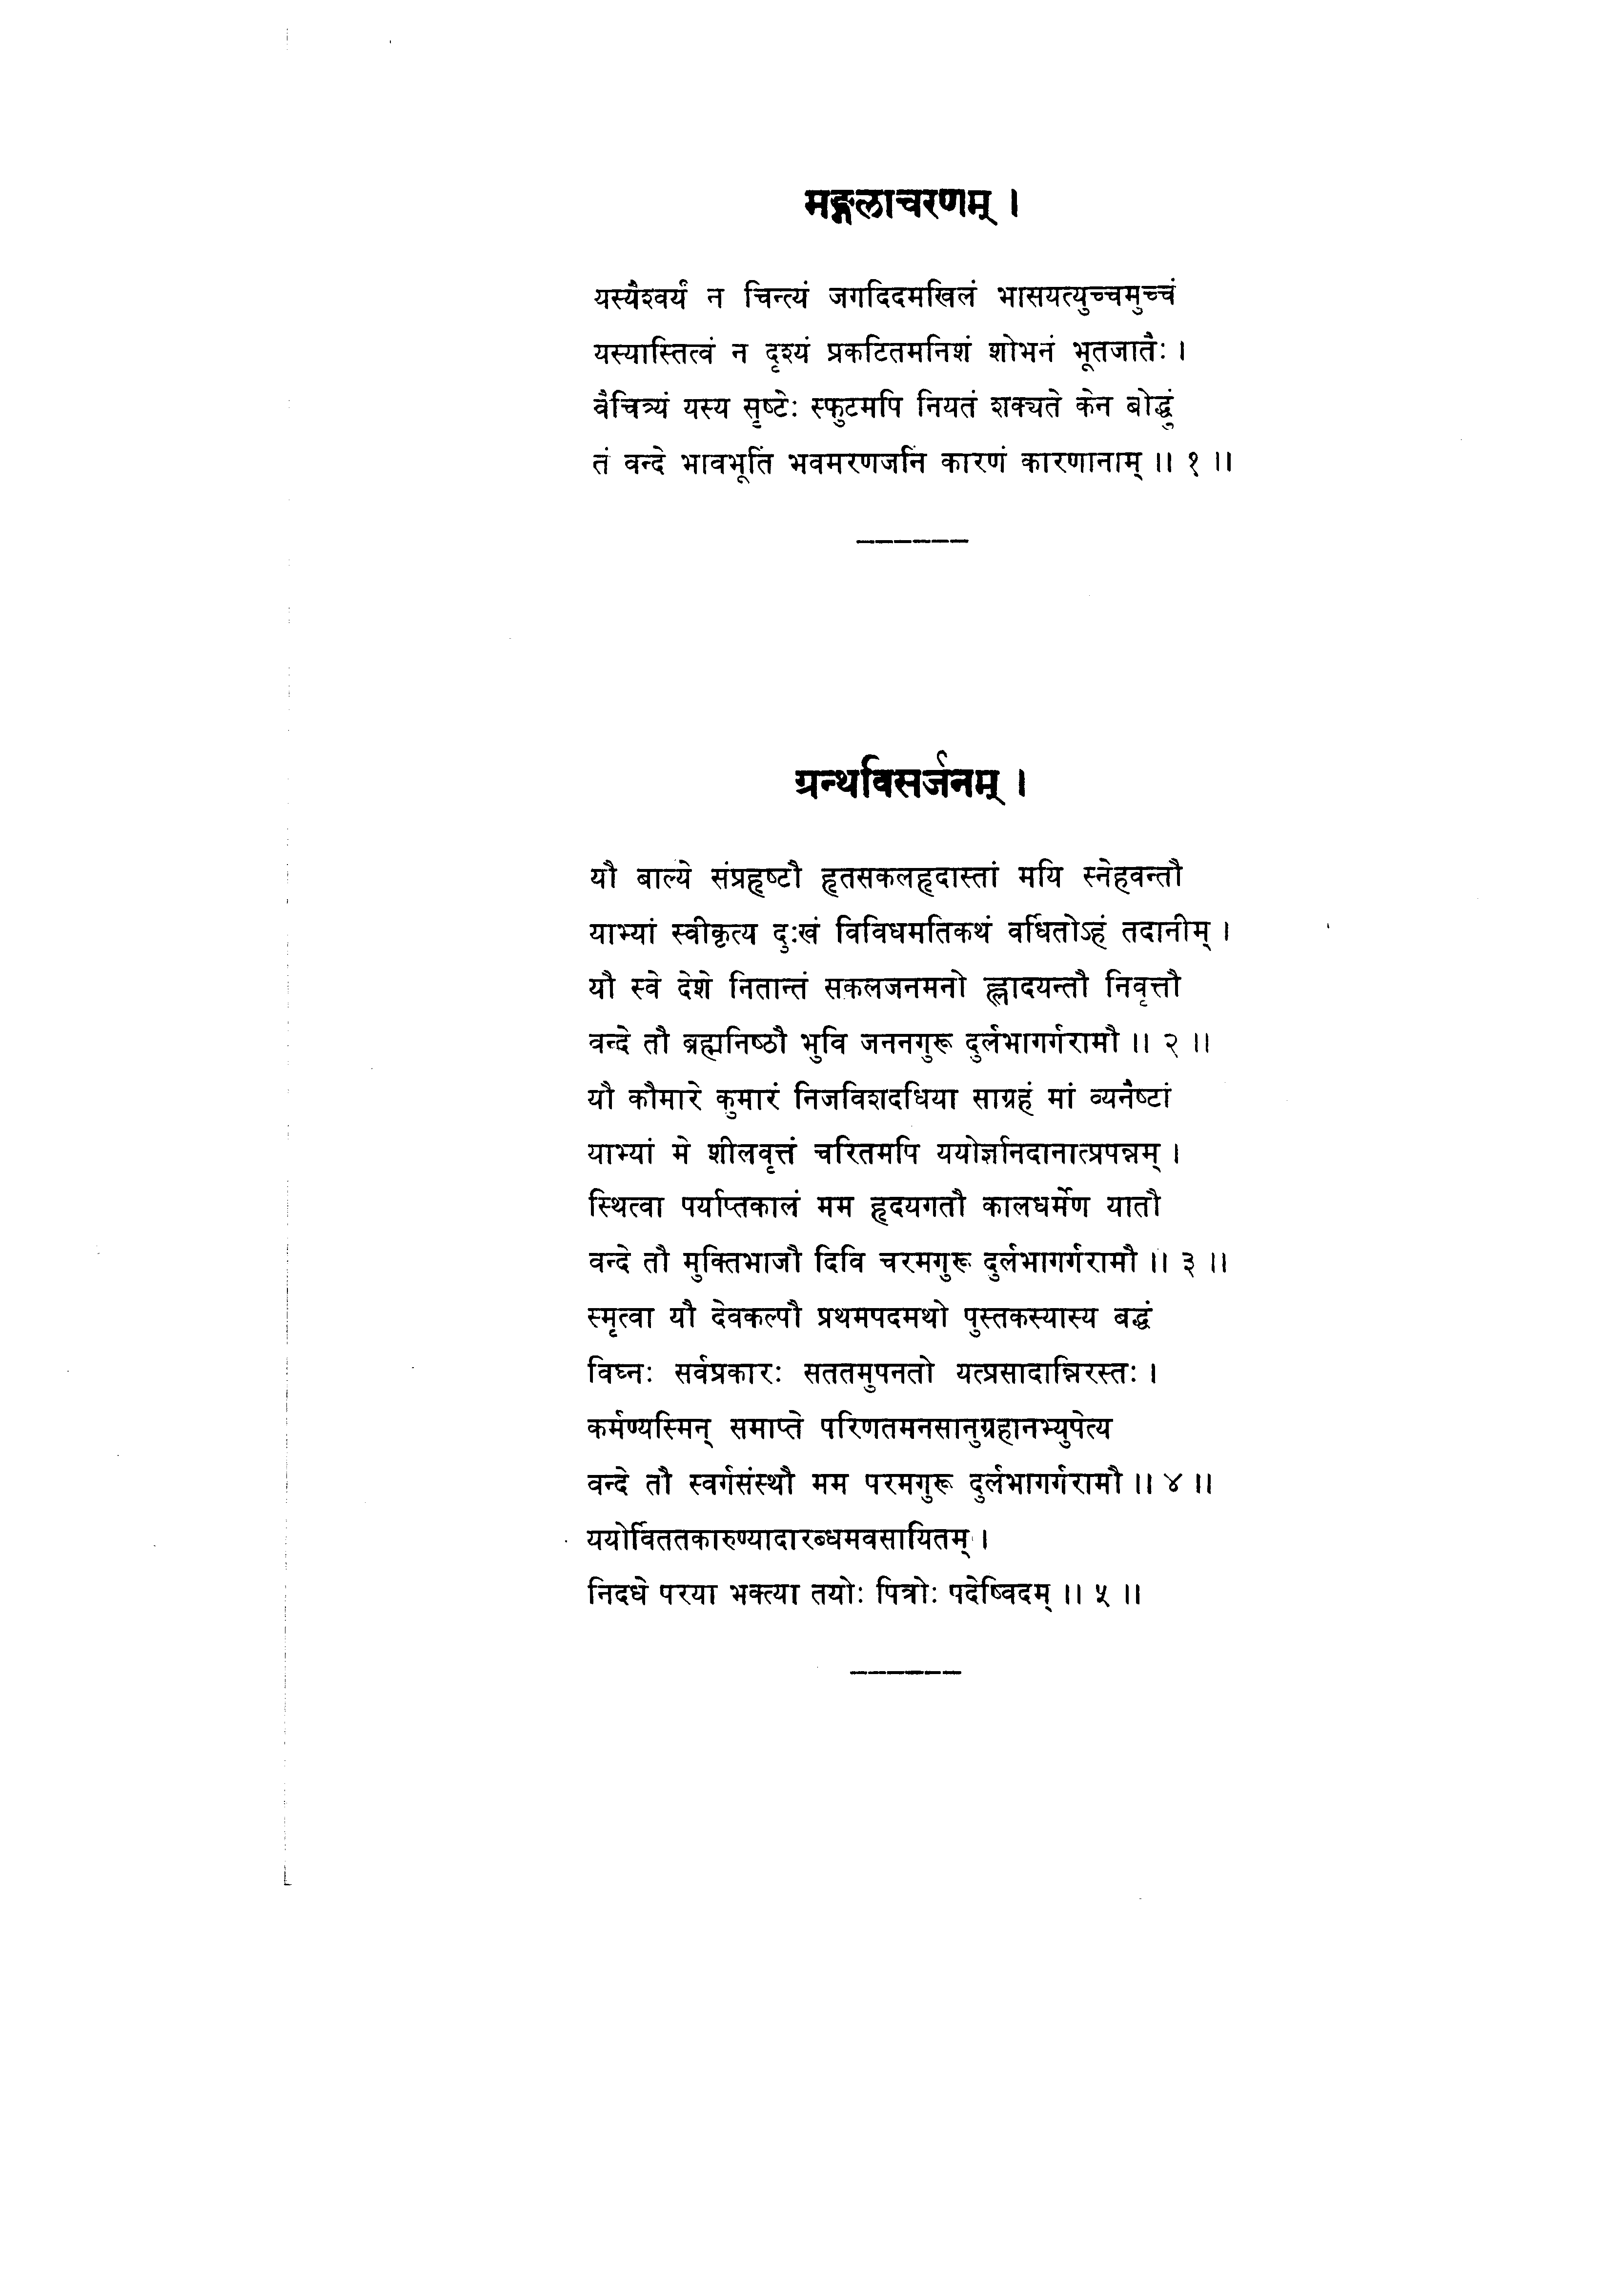 मङ्गलाचरणम् ।
यस्यैश्वर्यं न चिन्त्यं जगदिदमखिलं भासयत्युच्चमुच्चं
यस्यास्तित्वं न दृश्यं प्रकटितमनिशं शोभनं भूतजातैः ।
वैचित्र्यं यस्य सृष्टेः स्फुटमपि नियतं शक्यते केन बोद्धुं
तं वन्दे भावभूतिं भवमरणजनिं कारणं कारणानाम् ॥ १ ॥
ग्रन्थविसर्जनम् ।
यौ बाल्ये संप्रहृष्टौ हृतसकलहृदास्तां मयि स्नेहवन्तौ
याभ्यां स्वीकृत्य दुःखं विविधमतिकथं वर्धितोऽहं तदानीम् ।
यौ स्वे देशे नितान्तं सकलजनमनो ह्लादयन्तौ निवृत्तौ
वन्दे तौ ब्रह्मनिष्ठौ भुवि जननगुरू दुर्लभागर्गरामौ ॥ २ ॥
यौ कौमारे कुमारं निजविशदधिया साग्रहं मां व्यनैष्टां
याभ्यां मे शीलवृत्तं चरितमपि ययोर्ज्ञानदानात्प्रपन्नम् ।
स्थित्वा पर्याप्तकालं मम हृदयगतौ कालधर्मेण यातौ
वन्दे तौ मुक्तिभाजौ दिवि चरमगुरू दुर्लभागर्गरामौ ॥ ३ ॥
स्मृत्वा यौ देवकल्पौ प्रथमपदमथो पुस्तकस्यास्य बद्धं
विघ्नः सर्वप्रकारः सततमुपनतो यत्प्रसादान्निरस्तः ।
कर्मण्यस्मिन् समाप्ते परिणतमनसानुग्रहानभ्युपेत्य
वन्दे तौ स्वर्गसंस्थौ मम परमगुरू दुर्लभागर्गरामौ ॥ ४ ॥
ययोर्विततकारुण्यादारब्धमवसायितम् ।
निदधे परया भक्त्या तयोः पित्रोः पदेष्विदम् ॥ ५ ॥